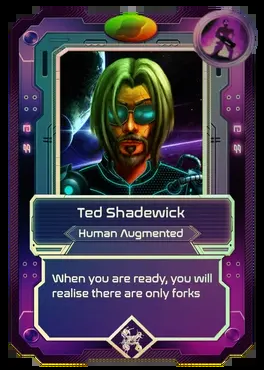 Ted Shadewick
Human Augmented
When you are ready, you will
realise there are only forks